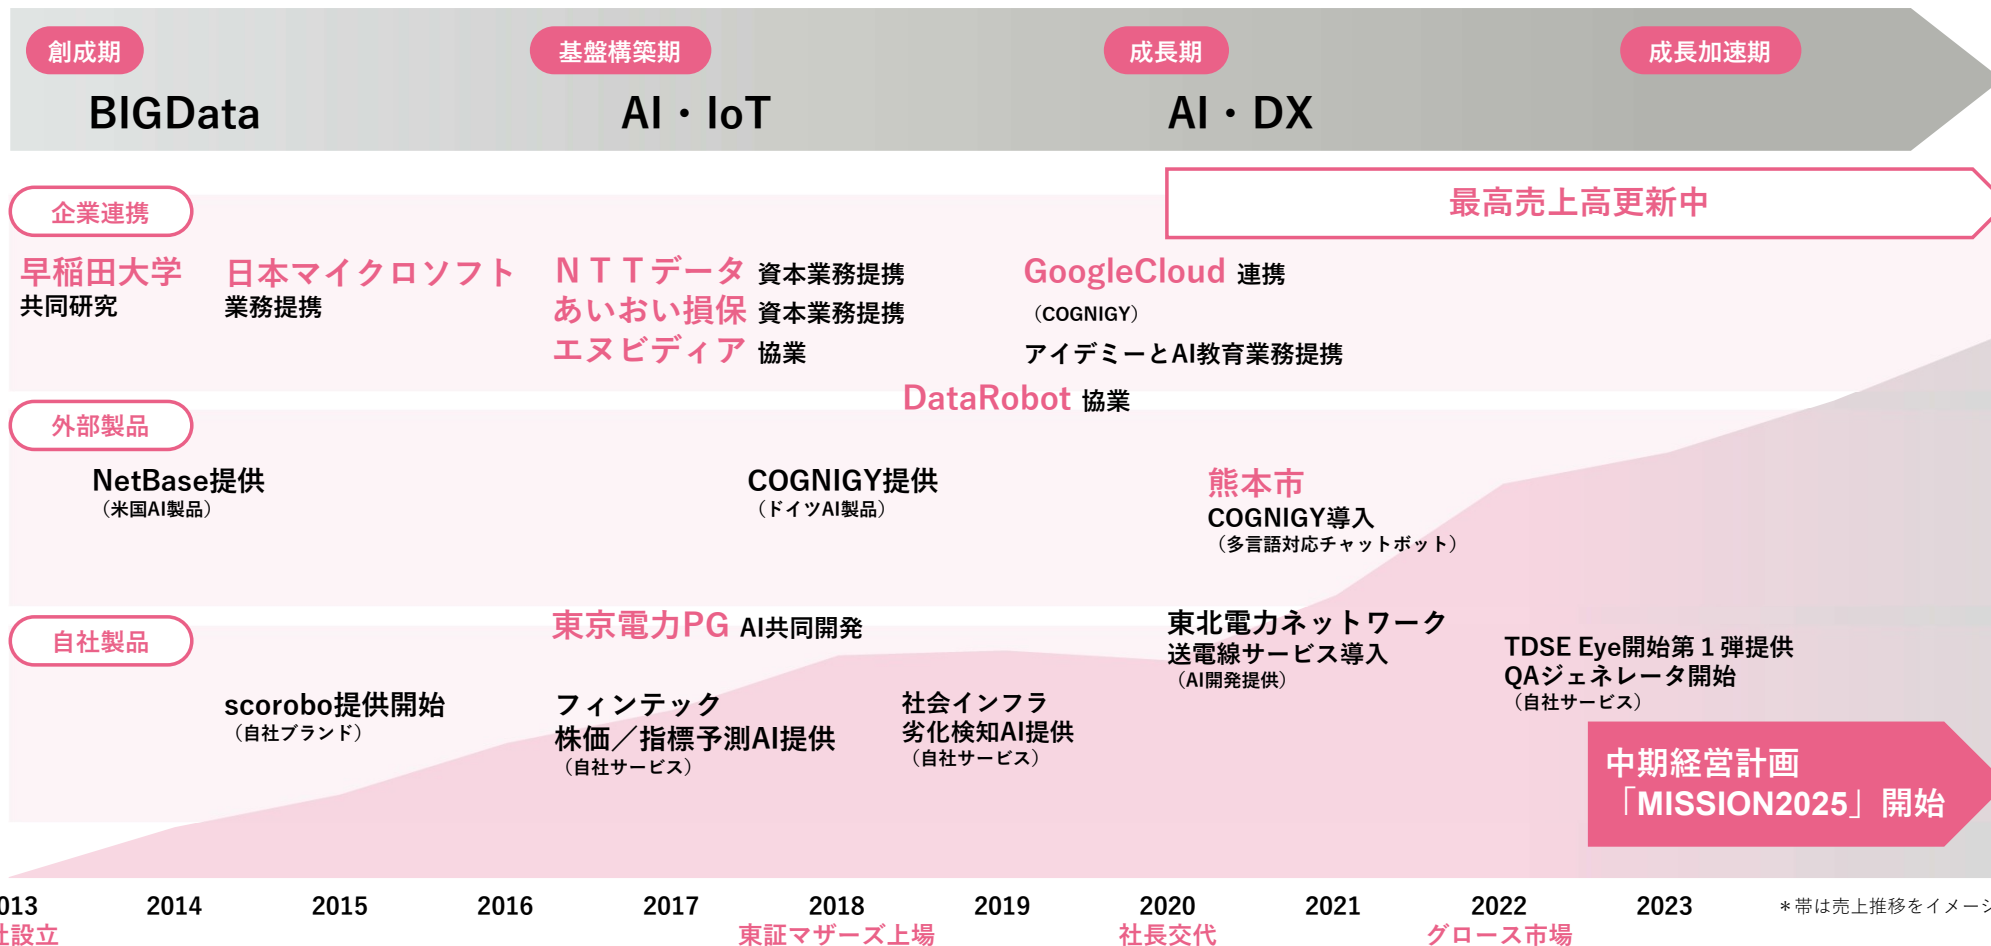 創成期
基盤構築期
成長期
成長加速期
BIGData
AI・IoT
AI・DX
最高売上高更新中
企業連携
早稲田大学
共同研究
日本マイクロソフト
業務提携
NTTデータ 資本業務提携
あいおい損保 資本業務提携
エヌビディア 協業
GoogleCloud 連携
（COGNIGY）
アイデミーとAI教育業務提携
DataRobot 協業
外部製品
NetBase提供
（米国AI製品）
COGNIGY提供
（ドイツAI製品）
熊本市
COGNIGY導入
（多言語対応チャットボット）
自社製品
scorobo提供開始
（自社ブランド）
東京電力PG AI共同開発
フィンテック
株価／指標予測AI提供
（自社サービス）
社会インフラ
劣化検知AI提供
（自社サービス）
東北電力ネットワーク
送電線サービス導入
（AI開発提供）
TDSE Eye開始第１弾提供
QAジェネレータ開始
（自社サービス）
中期経営計画
「MISSION2025」開始
013
2014
2015
2016
2017
2018
2019
2020
2021
2022
2023
＊帯は売上推移をイメージ
社設立
東証マザーズ上場
社長交代
グロース市場